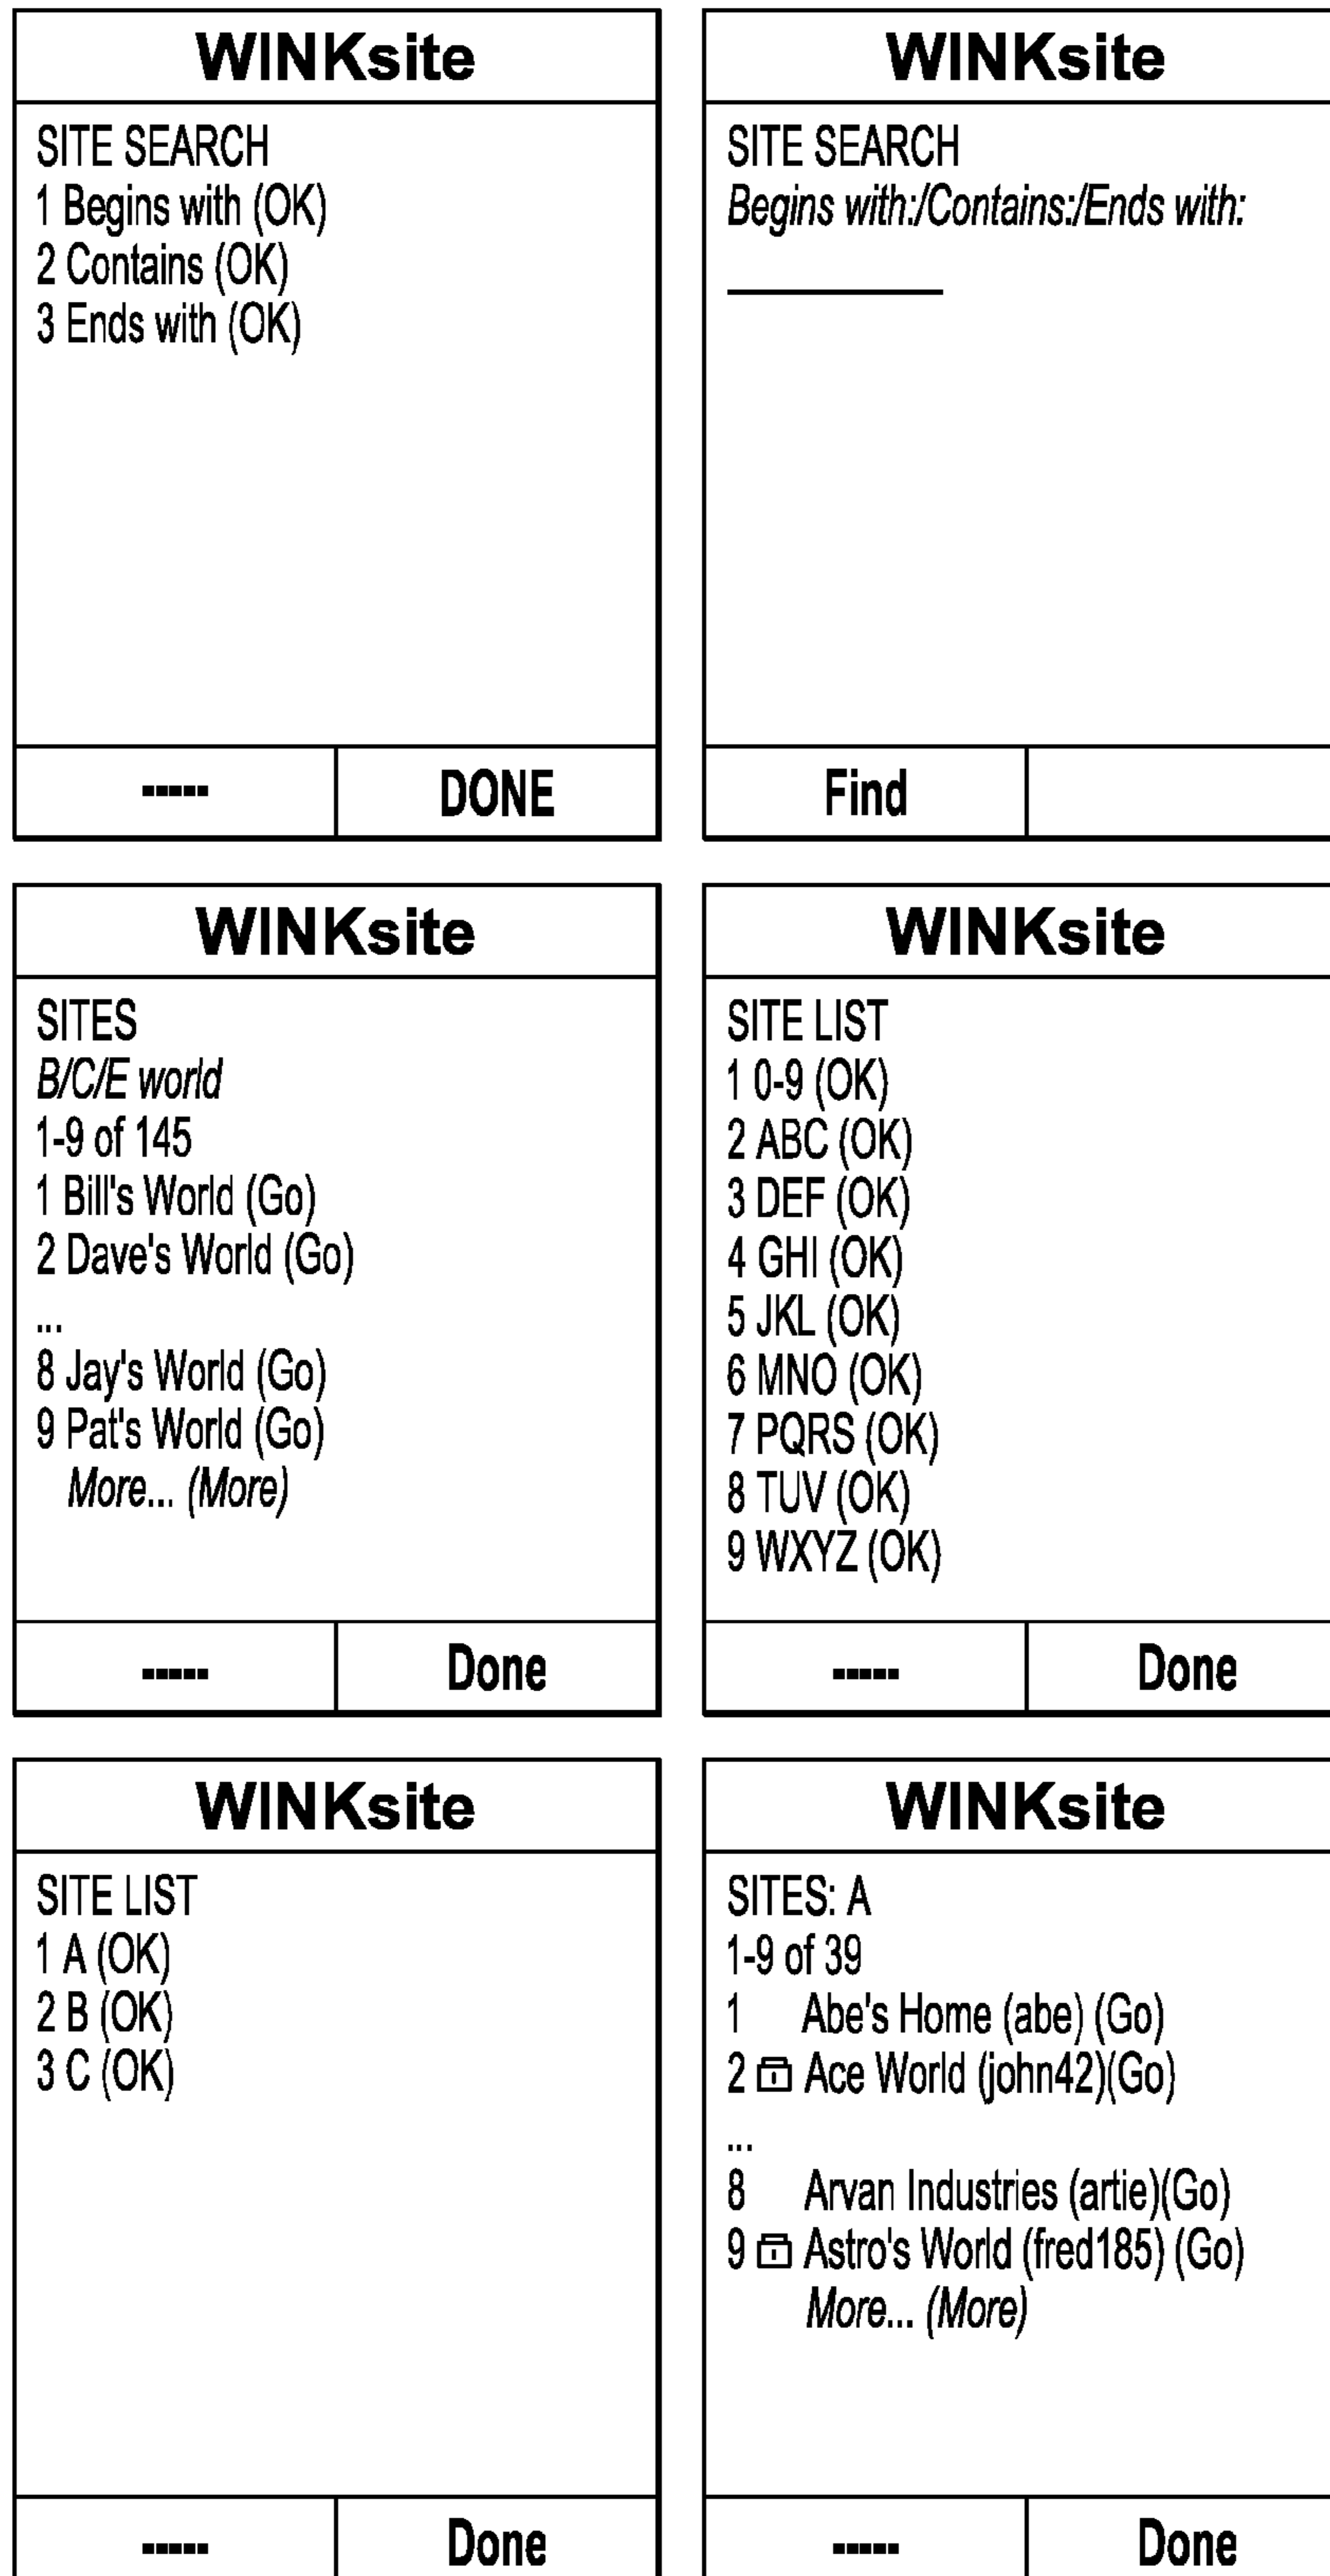 WINKsite
SITE SEARCH
1 Begins with (OK)
2 Contains (OK)
3 Ends with (OK)
-----
DONE
WINKsite
SITE SEARCH
Begins with:/Contains:/Ends with:
Find
WINKsite
SITES
B/C/E world
1-9 of 145
1 Bill's World (Go)
2 Dave's World (Go)
...
8 Jay's World (Go)
9 Pat's World (Go)
More... (More)
-----
Done
WINKsite
SITE LIST
1 0-9 (OK)
2 ABC (OK)
3 DEF (OK)
4 GHI (OK)
5 JKL (OK)
6 MNO (OK)
7 PQRS (OK)
8 TUV (OK)
9 WXYZ (OK)
-----
Done
WINKsite
SITE LIST
1 A (OK)
2 B (OK)
3 C (OK)
-----
Done
WINKsite
SITES: A
1-9 of 39
1 Abe's Home (abe) (Go)
2 Ace World (john42)(Go)
...
8 Arvan Industries (artie)(Go)
9 Astro's World (fred185) (Go)
More... (More)
-----
Done